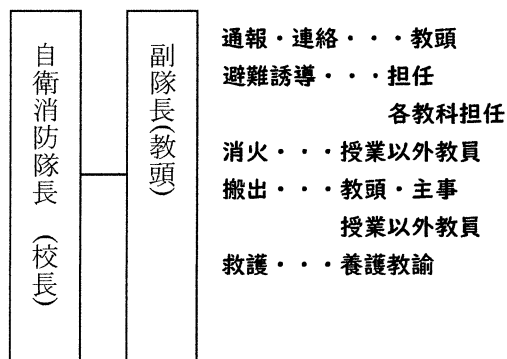 自衛消防隊長(校長)
副隊長(教頭)
通報・連絡・・・教頭
避難誘導・・・担任
各教科担任
消火・・・授業以外教員
搬出・・・教頭・主事
授業以外教員
救護・・・養護教諭